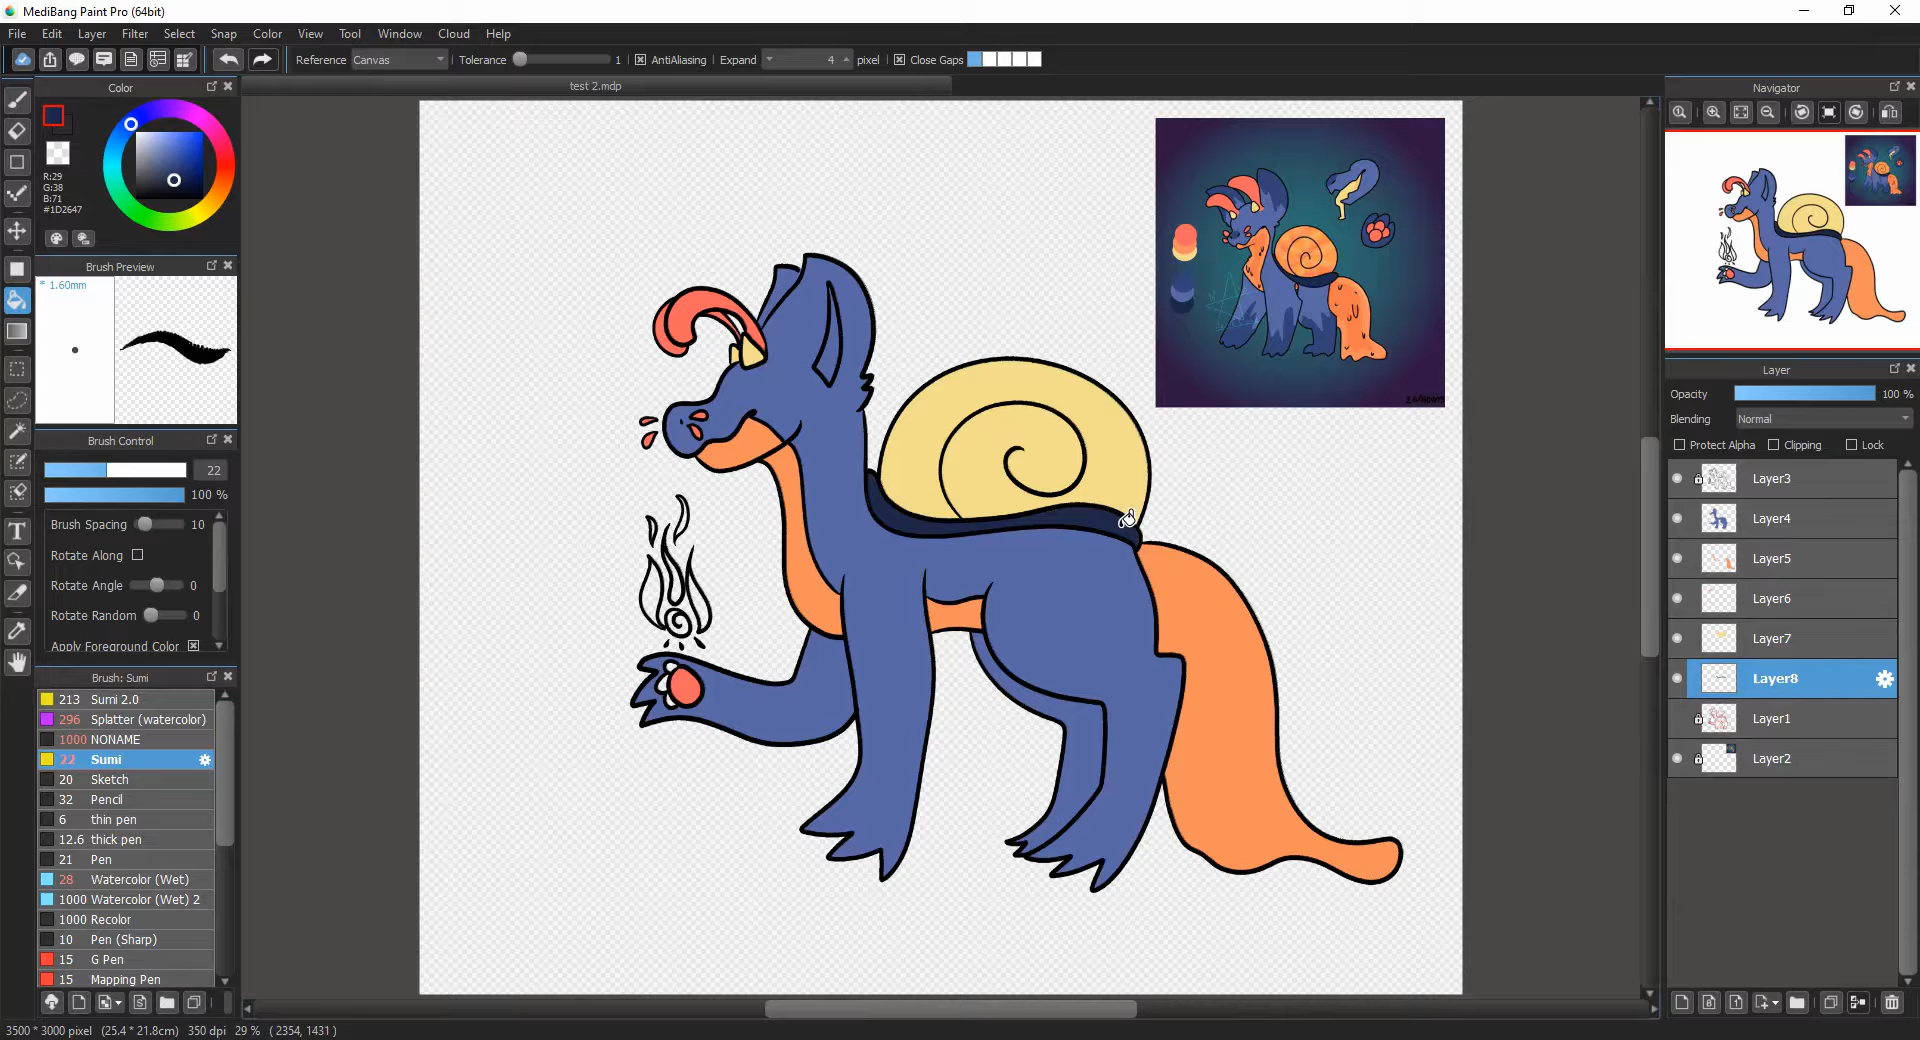 MediBang Paint Pro (64bit)
File Edit Layer Filter Select Snap Color View Tool Window Cloud Help
Reference Canvas Tolerance 1 AntiAliasing Expand 4 pixel Close Gaps
Color
test 2.mdp
Navigator
R:29
G:38
B:71
#1D2647
Brush Preview
* 1.60mm
Brush Control
22
100 %
Brush Spacing 10
Rotate Along
Rotate Angle 0
Rotate Random 0
Apply Foreground Color
Brush: Sumi
213 Sumi 2.0
296 Splatter (watercolor)
1000 NONAME
22 Sumi
20 Sketch
32 Pencil
6 thin pen
12.6 thick pen
21 Pen
28 Watercolor (Wet)
1000 Watercolor (Wet) 2
1000 Recolor
10 Pen (Sharp)
15 G Pen
15 Mapping Pen
Layer
Opacity 100 %
Blending Normal
Protect Alpha Clipping Lock
Layer3
Layer4
Layer5
Layer6
Layer7
Layer8
Layer1
Layer2
3500 * 3000 pixel (25.4 * 21.8cm) 350 dpi 29 % ( 2354, 1431 )